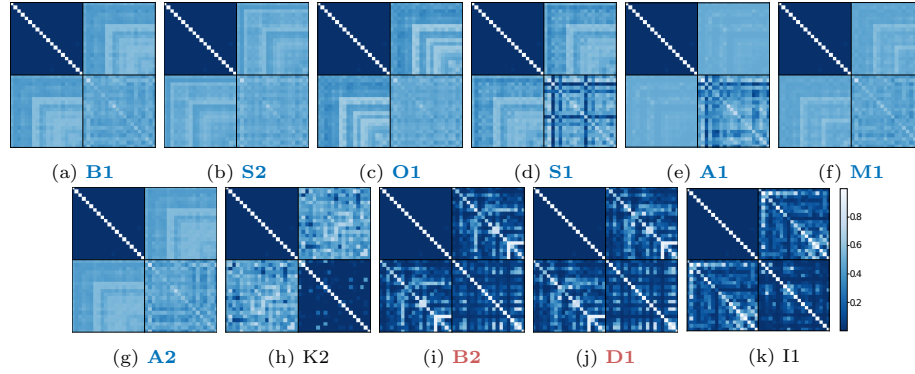 (a) B1 (b) S2 (c) O1 (d) S1 (e) A1 (f) M1
0.8
0.6
0.4
0.2
(g) A2 (h) K2 (i) B2 (j) D1 (k) I1